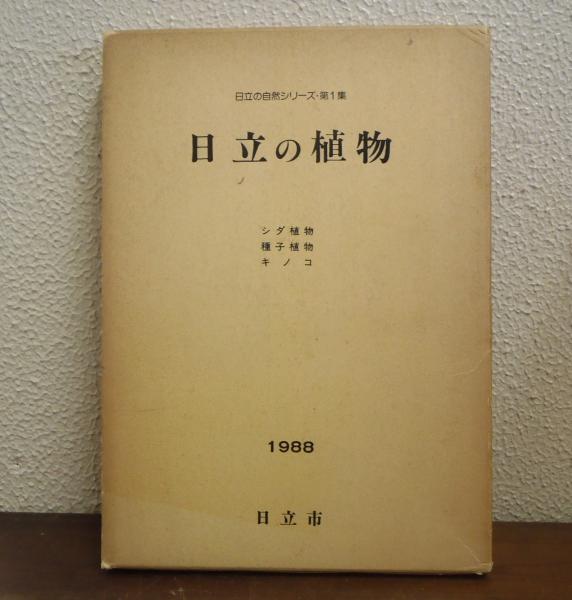 日立の自然シリーズ・第1集
日立の植物
シダ植物
種子植物
キノコ
1988
日立市